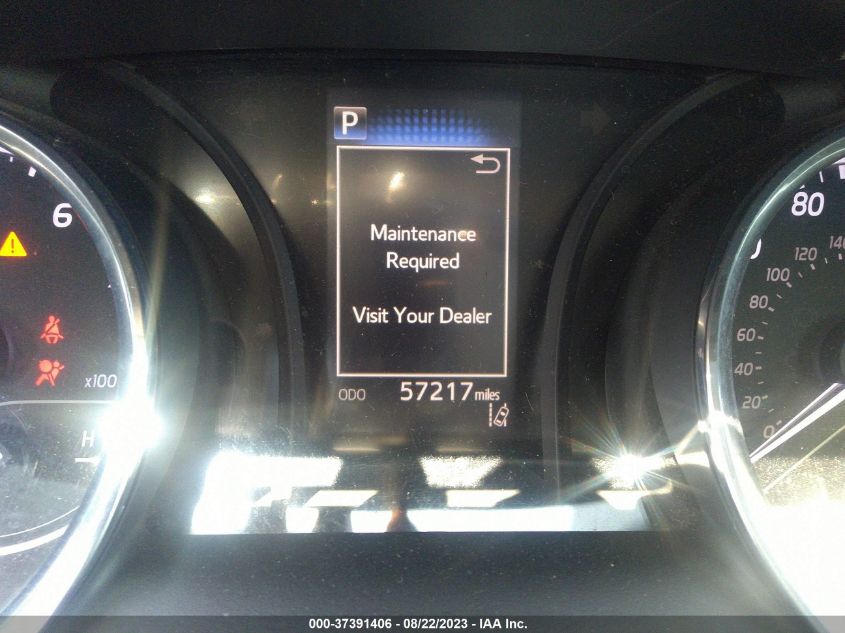 P
Maintenance
Required
Visit Your Dealer
ODO 57217 miles
6
x100
H
80
140
120
100
80
60
40
20
0
000-37391406 - 08/22/2023 - IAA Inc.